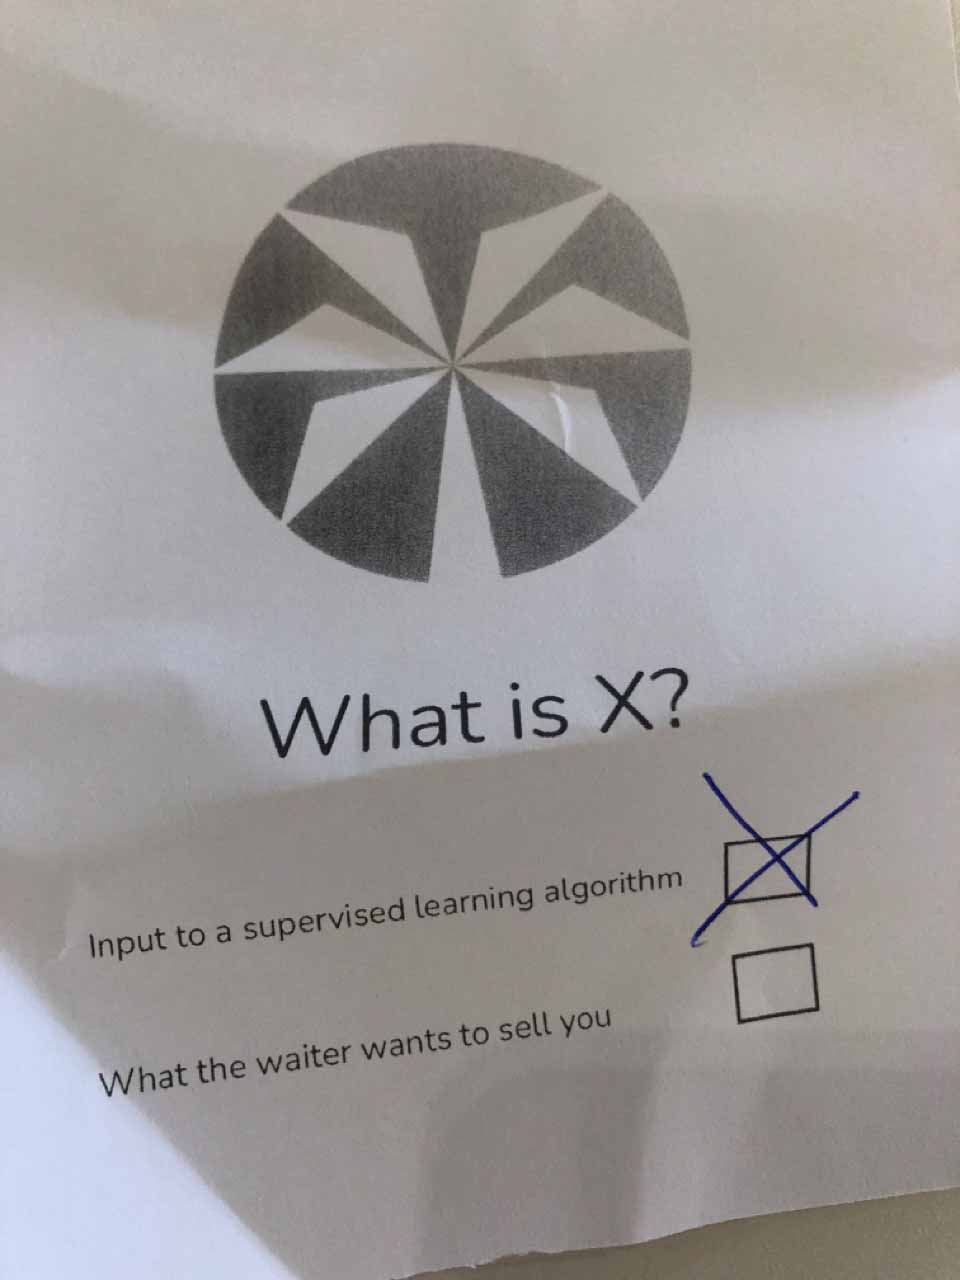 What is X?
Input to a supervised learning algorithm
What the waiter wants to sell you